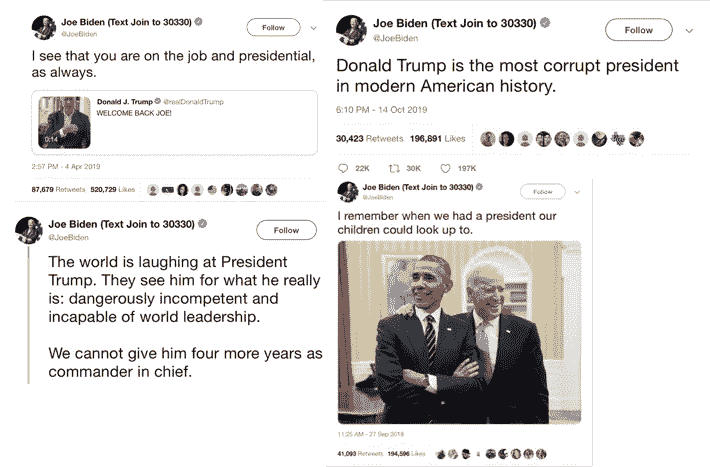 Joe Biden (Text Join to 30330)
@JoeBiden
Follow
I see that you are on the job and presidential,
as always.
Donald J. Trump @realDonaldTrump
WELCOME BACK JOE!
0:14
2:57 PM - 4 Apr 2019
87,679 Retweets 520,729 Likes
Joe Biden (Text Join to 30330)
@JoeBiden
Follow
The world is laughing at President
Trump. They see him for what he really
is: dangerously incompetent and
incapable of world leadership.
We cannot give him four more years as
commander in chief.
Joe Biden (Text Join to 30330)
@JoeBiden
Follow
Donald Trump is the most corrupt president
in modern American history.
6:10 PM - 14 Oct 2019
30,423 Retweets 196,891 Likes
22K 30K 197K
Joe Biden (Text Join to 30330)
@JoeBiden
Follow
I remember when we had a president our
children could look up to.
11:25 AM - 27 Sep 2019
41,093 Retweets 194,596 Likes